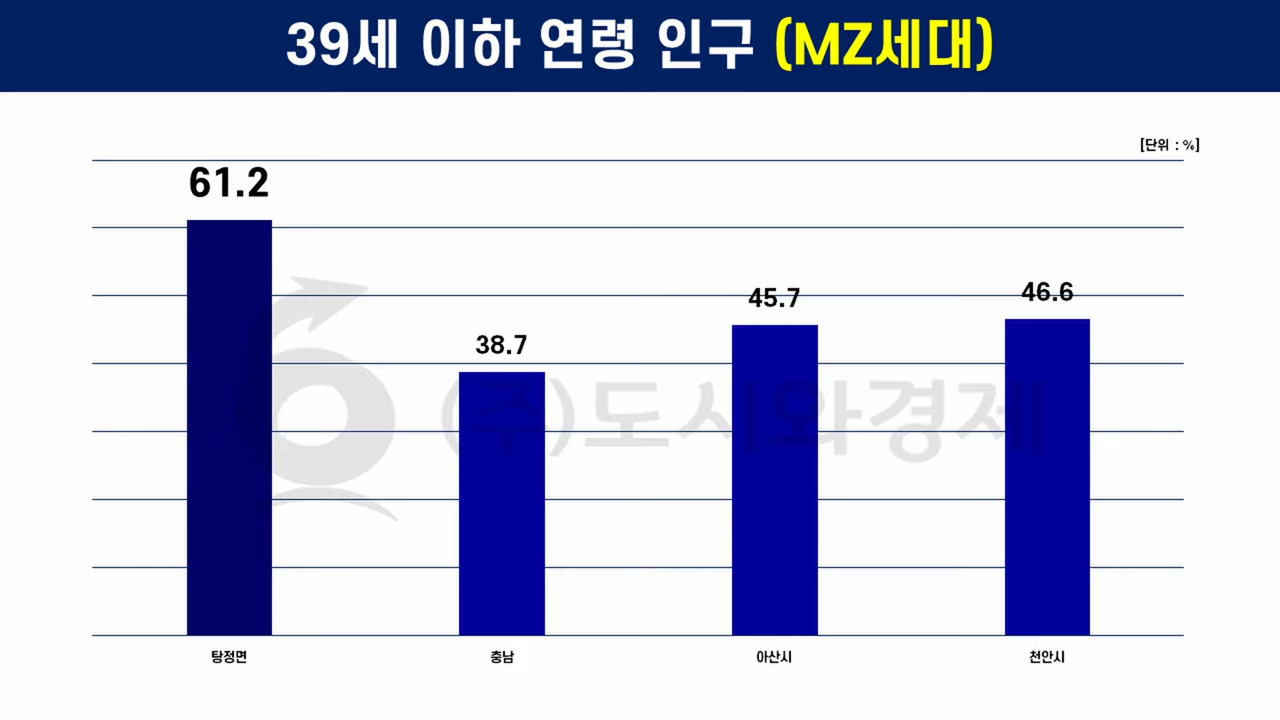 39세 이하 연령 인구 (MZ세대)
[단위 : %]
61.2
38.7
45.7
46.6
(주)도시와경제
탕정면
충남
아산시
천안시